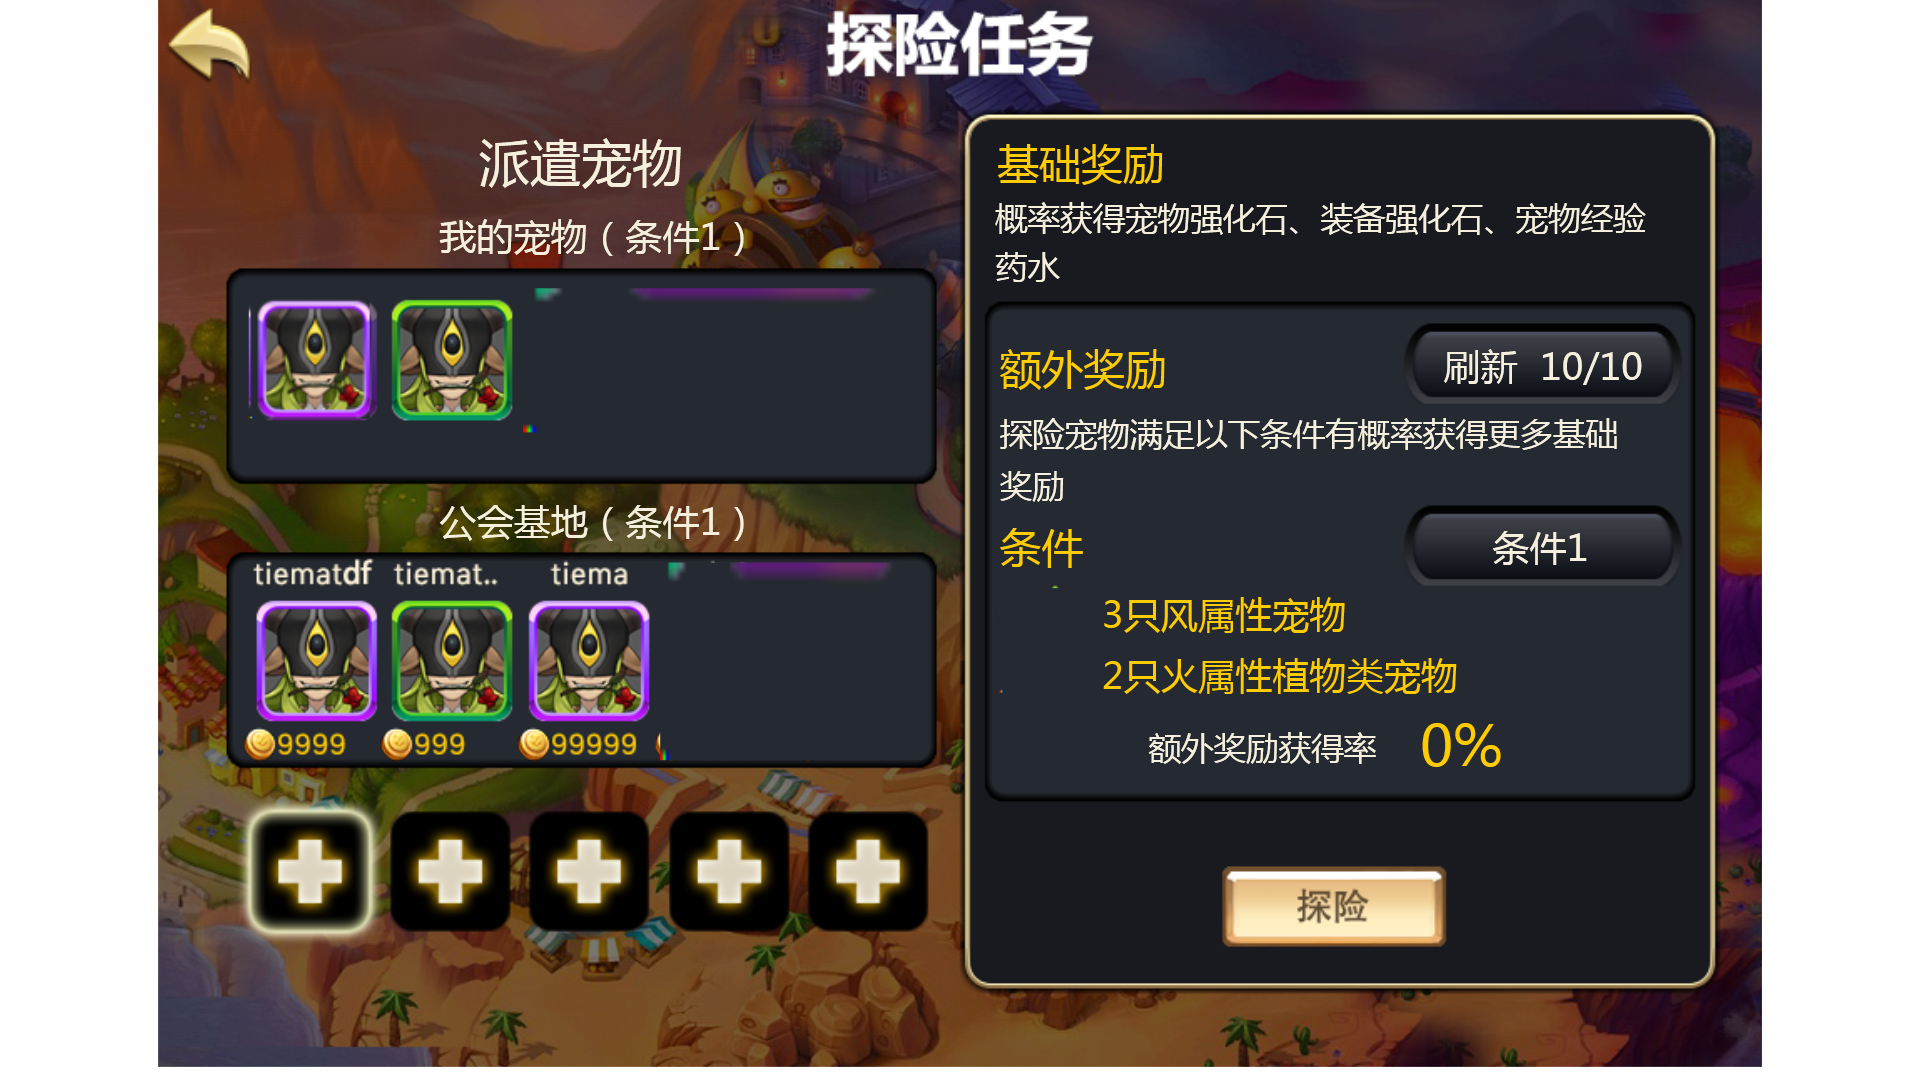 探险任务
派遣宠物
我的宠物（条件1）
公会基地（条件1）
tiematdf tiemat.. tiema
9999 999 99999
基础奖励
概率获得宠物强化石、装备强化石、宠物经验
药水
额外奖励
刷新 10/10
探险宠物满足以下条件有概率获得更多基础
奖励
条件
条件1
3只风属性宠物
2只火属性植物类宠物
额外奖励获得率 0%
探险